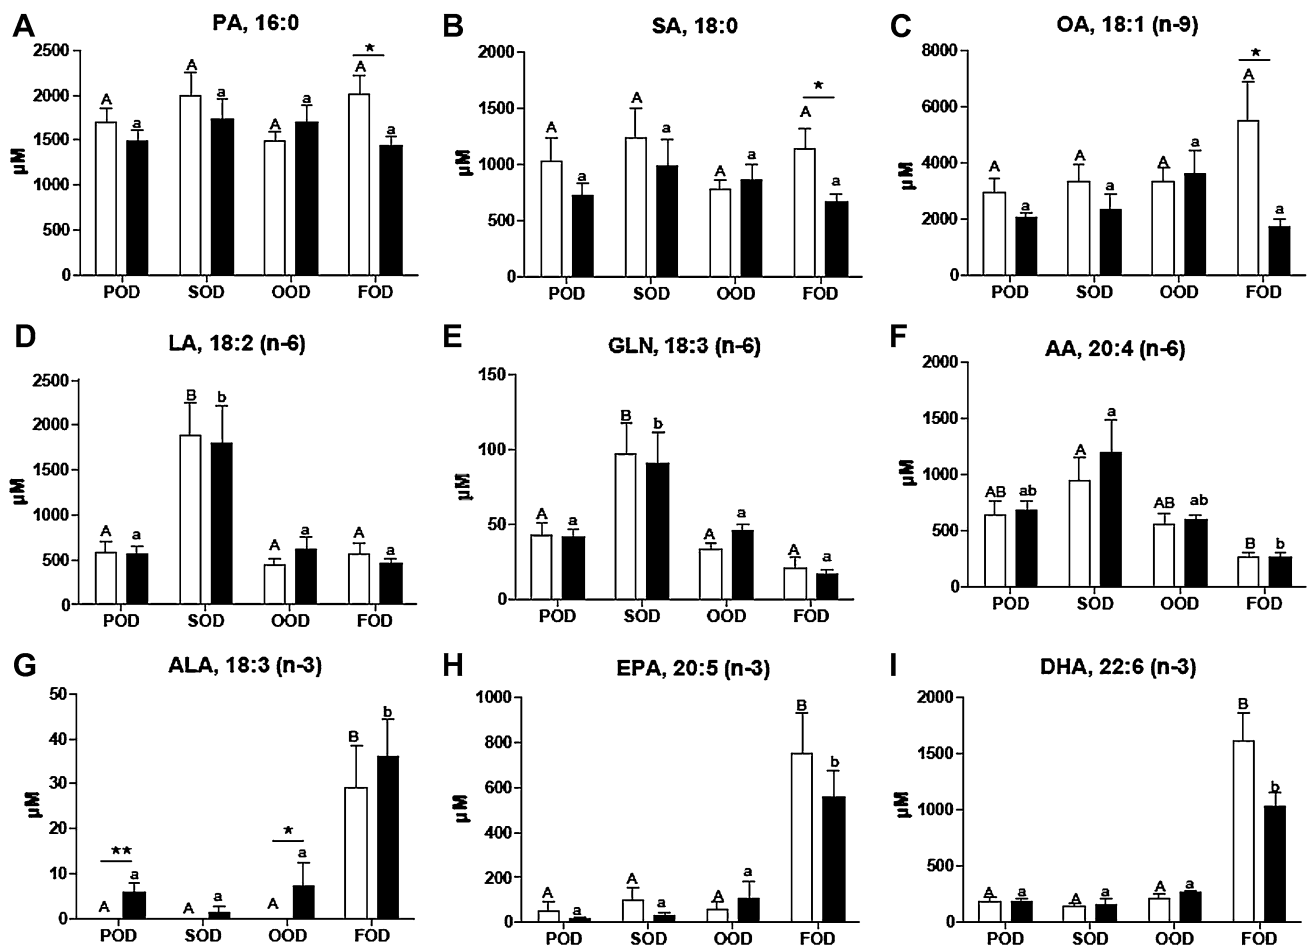 A
PA, 16:0
2500
2000
1500
1000
500
0
µM
A
a
A
a
A
a
*
A
a
POD
SOD
OOD
FOD
B
SA, 18:0
2000
1500
1000
500
0
µM
A
a
A
a
A
a
*
A
a
POD
SOD
OOD
FOD
C
OA, 18:1 (n-9)
8000
6000
4000
2000
0
µM
A
a
A
a
A
a
*
A
a
POD
SOD
OOD
FOD
D
LA, 18:2 (n-6)
2500
2000
1500
1000
500
0
µM
A
a
B
b
A
a
A
a
POD
SOD
OOD
FOD
E
GLN, 18:3 (n-6)
150
100
50
0
µM
A
a
B
b
A
a
A
a
POD
SOD
OOD
FOD
F
AA, 20:4 (n-6)
2000
1500
1000
500
0
µM
AB
ab
A
a
AB
ab
B
b
POD
SOD
OOD
FOD
G
ALA, 18:3 (n-3)
50
40
30
20
10
0
µM
**
A
a
A
a
*
A
a
B
b
POD
SOD
OOD
FOD
H
EPA, 20:5 (n-3)
1000
800
600
400
200
0
µM
A
a
A
a
A
a
B
b
POD
SOD
OOD
FOD
I
DHA, 22:6 (n-3)
2000
1500
1000
500
0
µM
A
a
A
a
A
a
B
b
POD
SOD
OOD
FOD